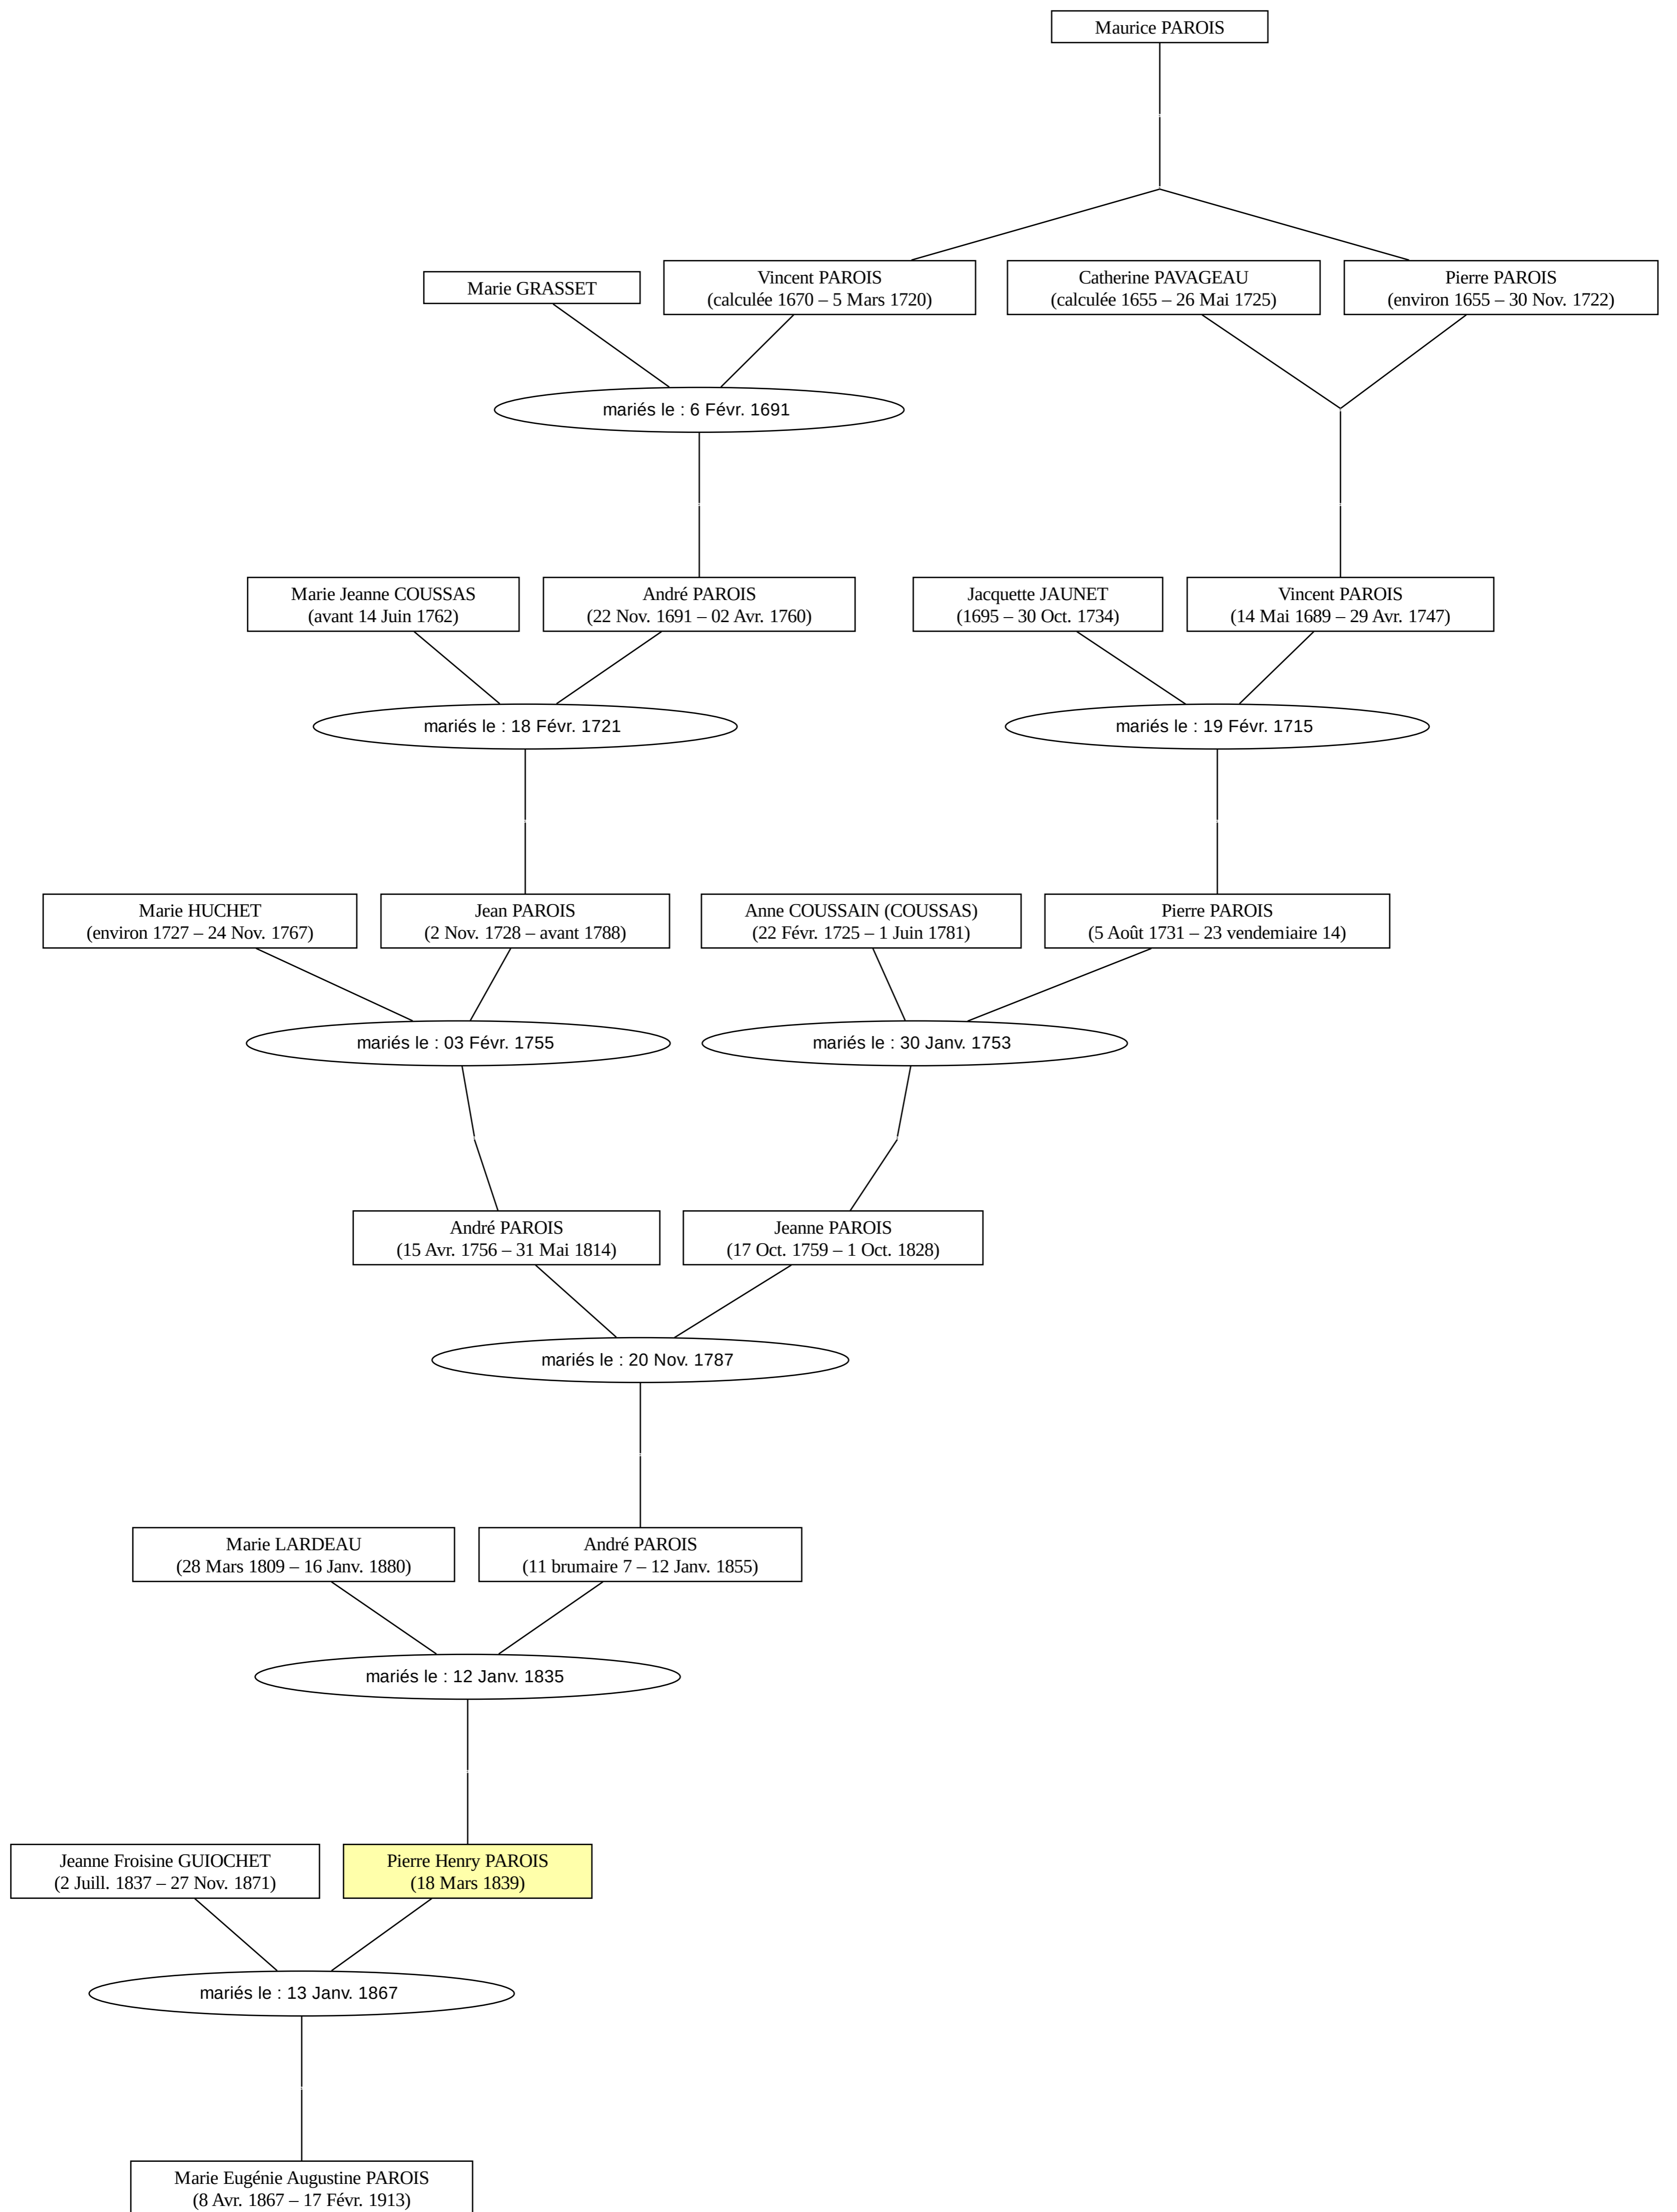 Maurice PAROIS
Marie GRASSET
Vincent PAROIS
(calculée 1670 – 5 Mars 1720)
Catherine PAVAGEAU
(calculée 1655 – 26 Mai 1725)
Pierre PAROIS
(environ 1655 – 30 Nov. 1722)
mariés le : 6 Févr. 1691
Marie Jeanne COUSSAS
(avant 14 Juin 1762)
André PAROIS
(22 Nov. 1691 – 02 Avr. 1760)
Jacquette JAUNET
(1695 – 30 Oct. 1734)
Vincent PAROIS
(14 Mai 1689 – 29 Avr. 1747)
mariés le : 18 Févr. 1721
mariés le : 19 Févr. 1715
Marie HUCHET
(environ 1727 – 24 Nov. 1767)
Jean PAROIS
(2 Nov. 1728 – avant 1788)
Anne COUSSAIN (COUSSAS)
(22 Févr. 1725 – 1 Juin 1781)
Pierre PAROIS
(5 Août 1731 – 23 vendemiaire 14)
mariés le : 03 Févr. 1755
mariés le : 30 Janv. 1753
André PAROIS
(15 Avr. 1756 – 31 Mai 1814)
Jeanne PAROIS
(17 Oct. 1759 – 1 Oct. 1828)
mariés le : 20 Nov. 1787
Marie LARDEAU
(28 Mars 1809 – 16 Janv. 1880)
André PAROIS
(11 brumaire 7 – 12 Janv. 1855)
mariés le : 12 Janv. 1835
Jeanne Froisine GUIOCHET
(2 Juill. 1837 – 27 Nov. 1871)
Pierre Henry PAROIS
(18 Mars 1839)
mariés le : 13 Janv. 1867
Marie Eugénie Augustine PAROIS
(8 Avr. 1867 – 17 Févr. 1913)